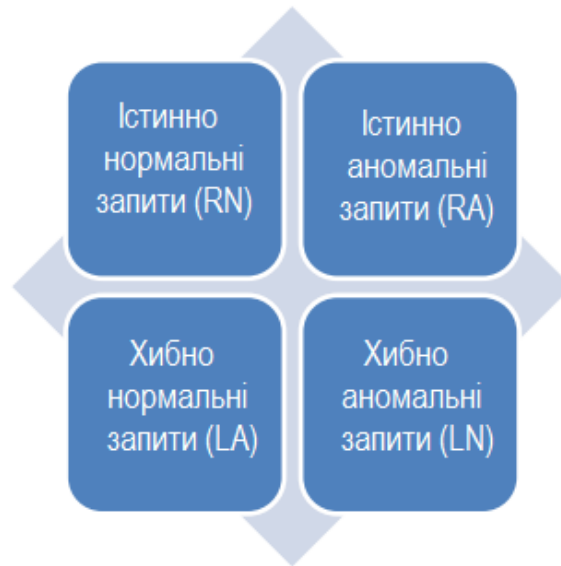 Істинно
нормальні
запити (RN)
Істинно
аномальні
запити (RA)
Хибно
нормальні
запити (LA)
Хибно
аномальні
запити (LN)